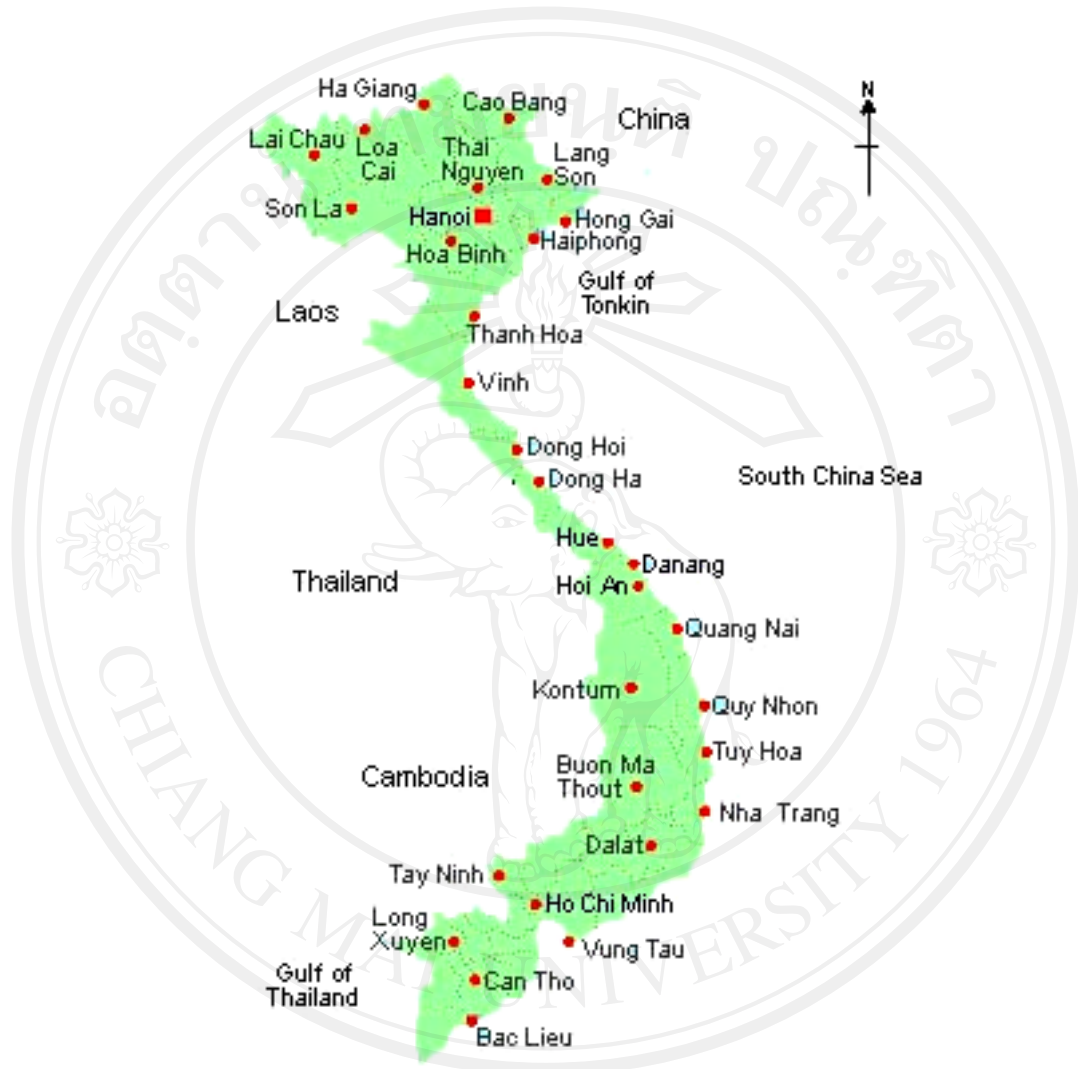 N
Ha Giang
Cao Bang
China
Lai Chau
Loa
Cai
Thai
Nguyen
Lang
Son
Son La
Hanoi
Hong Gai
Haiphong
Hoa Binh
Gulf of
Tonkin
Laos
Thanh Hoa
Vinh
Dong Hoi
Dong Ha
South China Sea
Hue
Danang
Thailand
Hoi An
Quang Nai
Kontum
Quy Nhon
Tuy Hoa
Cambodia
Buon Ma
Thout
Nha Trang
Dalat
Tay Ninh
Ho Chi Minh
Long
Xuyen
Vung Tau
Gulf of
Thailand
Can Tho
Bac Lieu
CHIANG MAI UNIVERSITY 1964